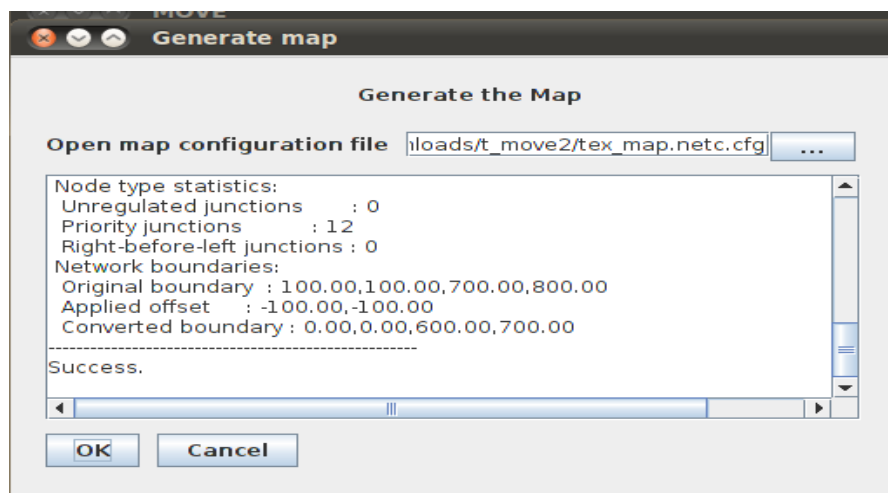 MOVE
Generate map
Generate the Map
Open map configuration file nloads/t_move2/tex_map.netc.cfg ...
Node type statistics:
Unregulated junctions : 0
Priority junctions : 12
Right-before-left junctions : 0
Network boundaries:
Original boundary : 100.00,100.00,700.00,800.00
Applied offset : -100.00,-100.00
Converted boundary : 0.00,0.00,600.00,700.00
-----------------------------------------------------
Success.
OK Cancel